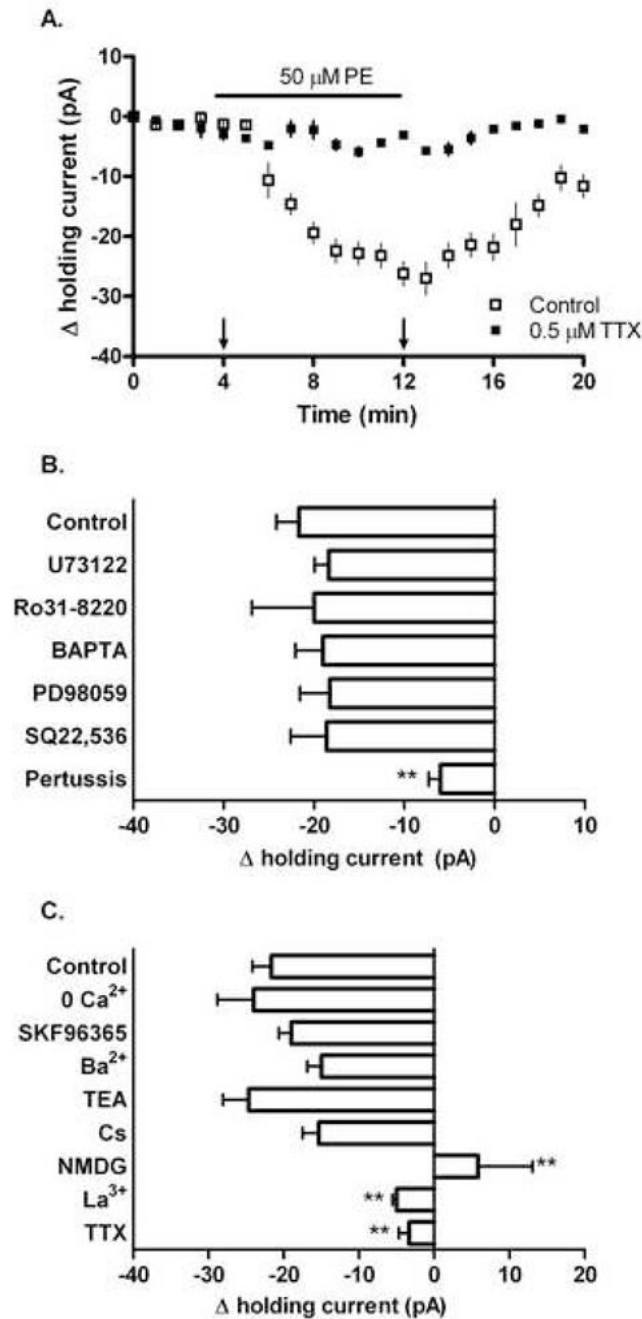 A.
50 μM PE
Δ holding current (pA)
10
0
-10
-20
-30
-40
Control
0.5 μM TTX
0 4 8 12 16 20
Time (min)
B.
Control
U73122
Ro31-8220
BAPTA
PD98059
SQ22,536
Pertussis
**
-40 -30 -20 -10 0 10
Δ holding current (pA)
C.
Control
0 Ca²⁺
SKF96365
Ba²⁺
TEA
Cs
NMDG
**
La³⁺
**
TTX
**
-40 -30 -20 -10 0 10 20
Δ holding current (pA)